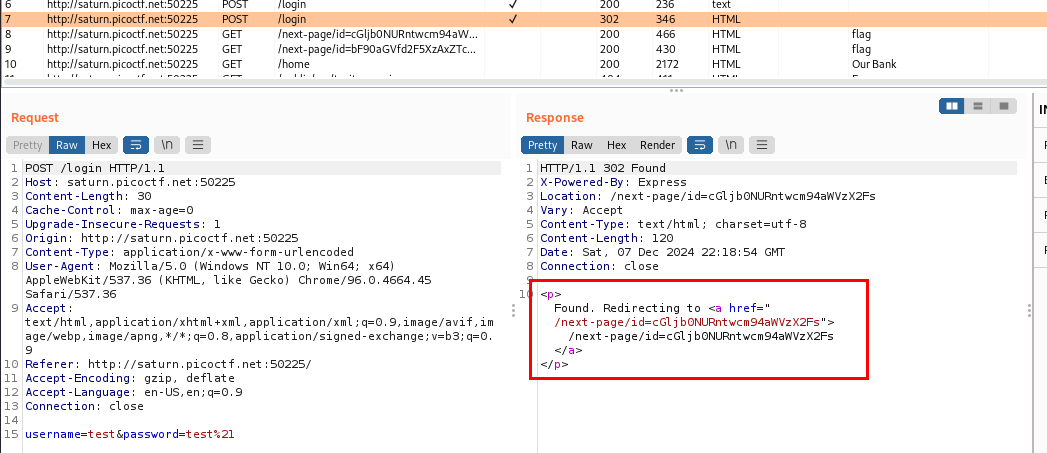 6 http://saturn.picoctf.net:50225 POST /login ✓ 200 236 text
7 http://saturn.picoctf.net:50225 POST /login ✓ 302 346 HTML
8 http://saturn.picoctf.net:50225 GET /next-page/id=cGljb0NURntwcm94aW... 200 466 HTML flag
9 http://saturn.picoctf.net:50225 GET /next-page/id=bF90aGVfd2F5XzAxZTc... 200 430 HTML flag
10 http://saturn.picoctf.net:50225 GET /home 200 2172 HTML Our Bank
Request
Pretty Raw Hex \n
1 POST /login HTTP/1.1
2 Host: saturn.picoctf.net:50225
3 Content-Length: 30
4 Cache-Control: max-age=0
5 Upgrade-Insecure-Requests: 1
6 Origin: http://saturn.picoctf.net:50225
7 Content-Type: application/x-www-form-urlencoded
8 User-Agent: Mozilla/5.0 (Windows NT 10.0; Win64; x64)
AppleWebKit/537.36 (KHTML, like Gecko) Chrome/96.0.4664.45
Safari/537.36
9 Accept:
text/html,application/xhtml+xml,application/xml;q=0.9,image/avif,im
age/webp,image/apng,*/*;q=0.8,application/signed-exchange;v=b3;q=0.
9
10 Referer: http://saturn.picoctf.net:50225/
11 Accept-Encoding: gzip, deflate
12 Accept-Language: en-US,en;q=0.9
13 Connection: close
14
15 username=test&password=test%21
Response
Pretty Raw Hex Render \n
1 HTTP/1.1 302 Found
2 X-Powered-By: Express
3 Location: /next-page/id=cGljb0NURntwcm94aWVzX2Fs
4 Vary: Accept
5 Content-Type: text/html; charset=utf-8
6 Content-Length: 120
7 Date: Sat, 07 Dec 2024 22:18:54 GMT
8 Connection: close
9
10 <p>
Found. Redirecting to <a href="
/next-page/id=cGljb0NURntwcm94aWVzX2Fs">
/next-page/id=cGljb0NURntwcm94aWVzX2Fs
</a>
</p>